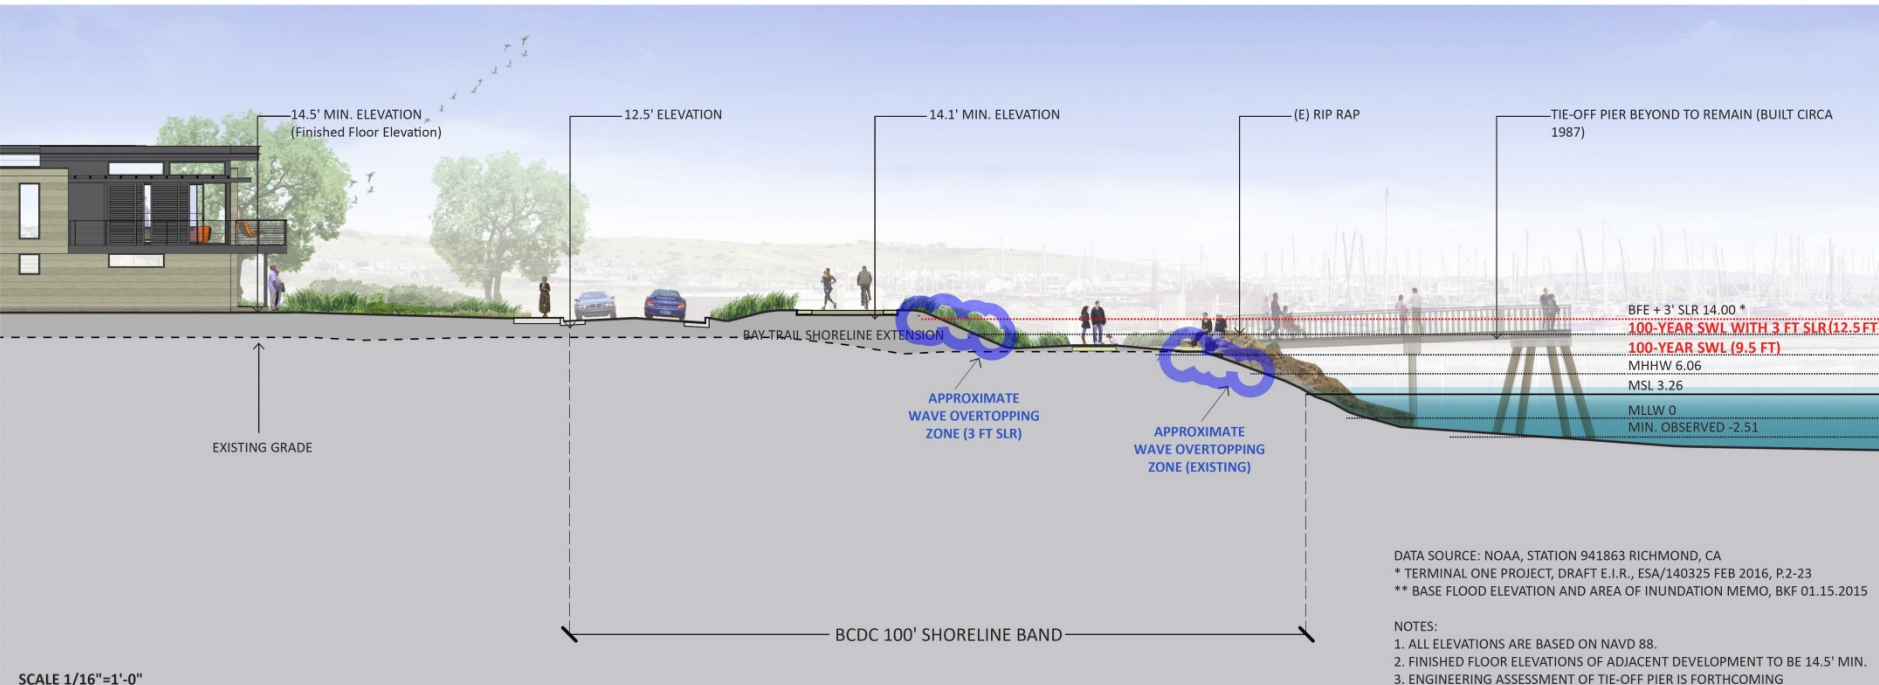 14.5' MIN. ELEVATION
(Finished Floor Elevation)
12.5' ELEVATION
14.1' MIN. ELEVATION
(E) RIP RAP
TIE-OFF PIER BEYOND TO REMAIN (BUILT CIRCA
1987)
BFE + 3' SLR 14.00 *
100-YEAR SWL WITH 3 FT SLR (12.5 FT
100-YEAR SWL (9.5 FT)
MHHW 6.06
MSL 3.26
MLLW 0
MIN. OBSERVED -2.51
BAY TRAIL SHORELINE EXTENSION
APPROXIMATE
WAVE OVERTOPPING
ZONE (3 FT SLR)
APPROXIMATE
WAVE OVERTOPPING
ZONE (EXISTING)
EXISTING GRADE
BCDC 100' SHORELINE BAND
DATA SOURCE: NOAA, STATION 941863 RICHMOND, CA
* TERMINAL ONE PROJECT, DRAFT E.I.R., ESA/140325 FEB 2016, P.2-23
** BASE FLOOD ELEVATION AND AREA OF INUNDATION MEMO, BKF 01.15.2015
NOTES:
1. ALL ELEVATIONS ARE BASED ON NAVD 88.
2. FINISHED FLOOR ELEVATIONS OF ADJACENT DEVELOPMENT TO BE 14.5' MIN.
3. ENGINEERING ASSESSMENT OF TIE-OFF PIER IS FORTHCOMING
SCALE 1/16"=1'-0"